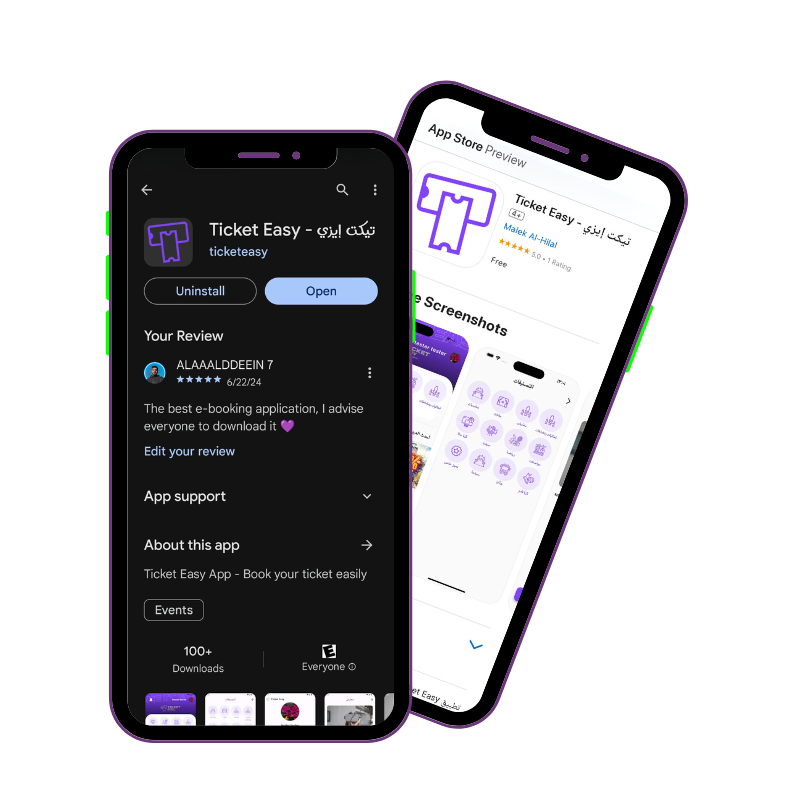 Ticket Easy - تيكت إيزي
ticketeasy
Uninstall
Open
Your Review
ALAAALDDEEIN 7
6/22/24
The best e-booking application, I advise
everyone to download it 💜
Edit your review
App support
About this app
Ticket Easy App - Book your ticket easily
Events
100+
Downloads
E
Everyone
App Store Preview
Ticket Easy - تيكت إيزي
4+
Malek Al-Hilal
5.0 • 1 Rating
Free
e Screenshots
التصنيفات
cket Easy تطبيق